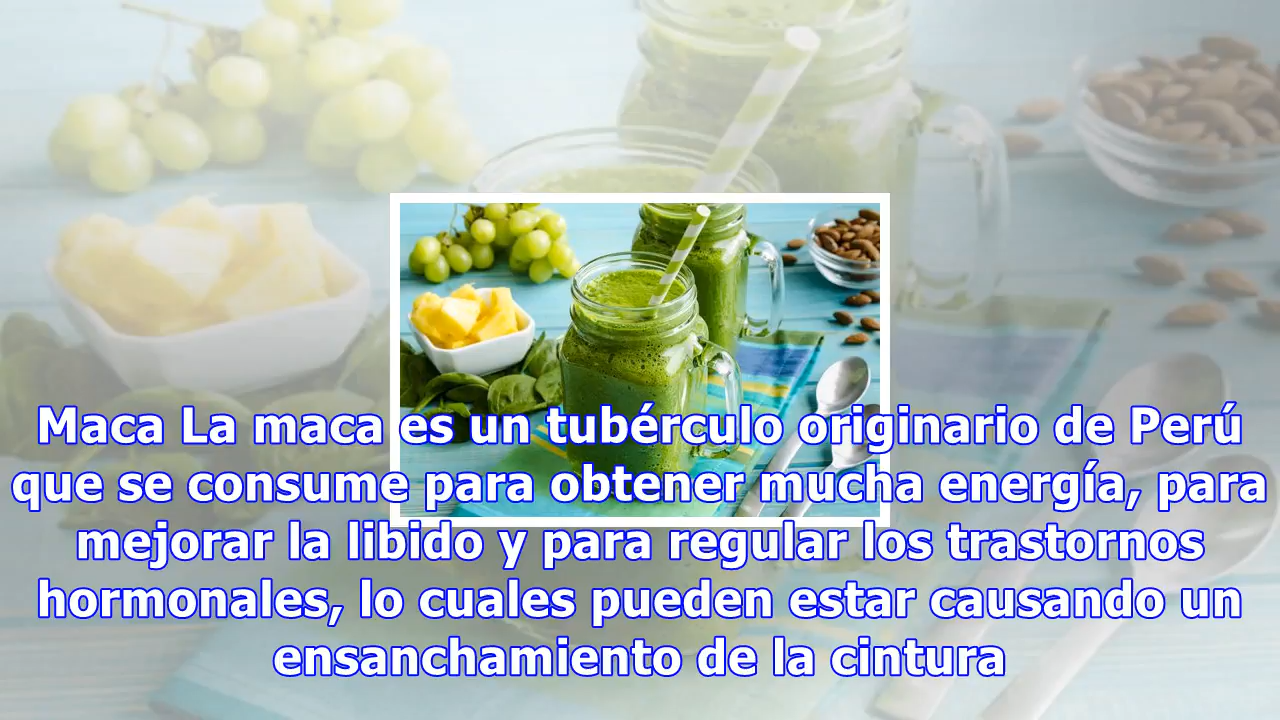 Maca La maca es un tubérculo originario de Perú
que se consume para obtener mucha energía, para
mejorar la libido y para regular los trastornos
hormonales, lo cuales pueden estar causando un
ensanchamiento de la cintura